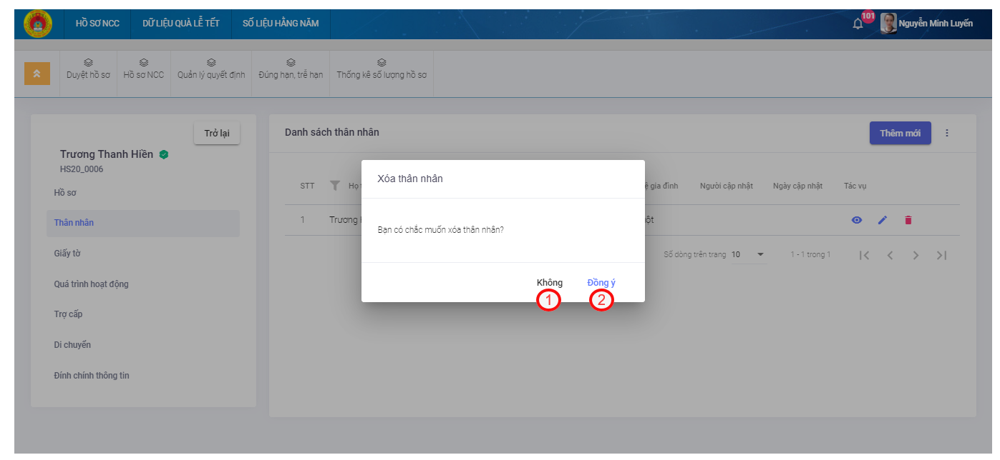 HỒ SƠ NCC DỮ LIỆU QUÀ LỄ TẾT SỐ LIỆU HẰNG NĂM 101 Nguyễn Minh Luyến
Duyệt hồ sơ Hồ sơ NCC Quản lý quyết định Đúng hạn, trễ hạn Thống kê số lượng hồ sơ
Trở lại
Trương Thanh Hiền
HS20_0006
Hồ sơ
Thân nhân
Giấy tờ
Quá trình hoạt động
Trợ cấp
Di chuyển
Đính chính thông tin
Danh sách thân nhân Thêm mới
STT Họ gia đình Người cập nhật Ngày cập nhật Tác vụ
1 Trương
Số dòng trên trang 10 1 - 1 trong 1
Xóa thân nhân
Bạn có chắc muốn xóa thân nhân?
Không Đồng ý
1 2